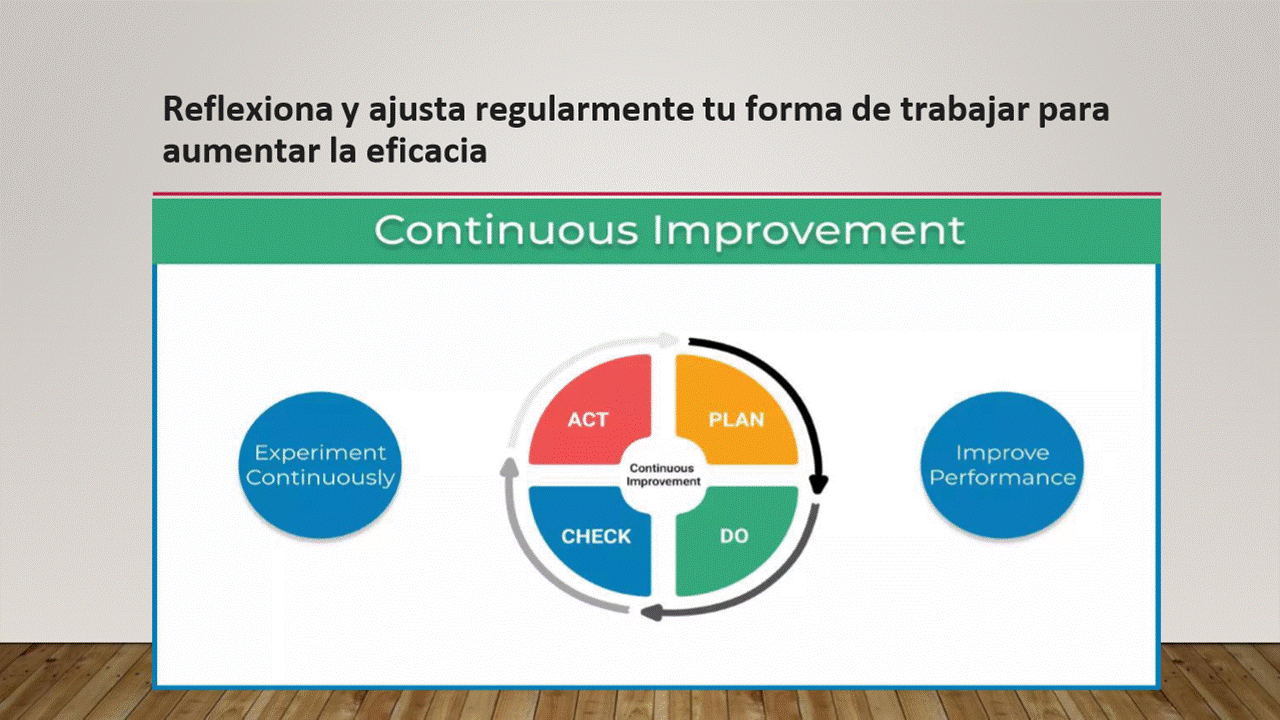 Reflexiona y ajusta regularmente tu forma de trabajar para
aumentar la eficacia
Continuous Improvement
Experiment
Continuously
ACT
PLAN
Continuous
Improvement
CHECK
DO
Improve
Performance